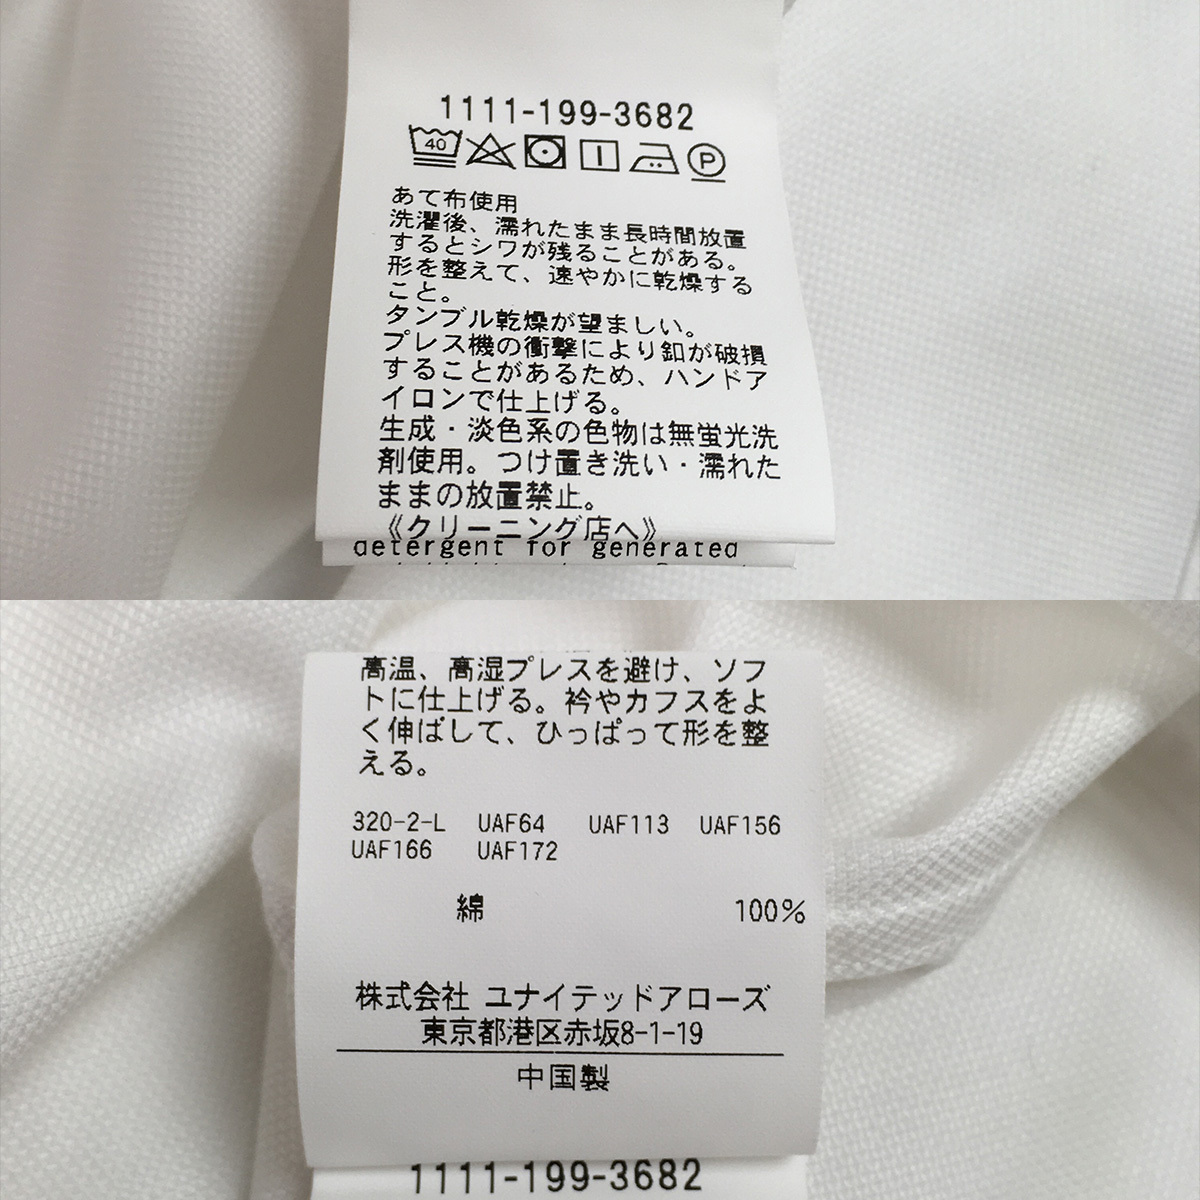 1111-199-3682
40 P
あて布使用
洗濯後、濡れたまま長時間放置
するとシワが残ることがある。
形を整えて、速やかに乾燥する
こと。
タンブル乾燥が望ましい。
プレス機の衝撃により釦が破損
することがあるため、ハンドア
イロンで仕上げる。
生成・淡色系の色物は無蛍光洗
剤使用。つけ置き洗い・濡れた
ままの放置禁止。
《クリーニング店へ》
detergent for generated
高温、高湿プレスを避け、ソフ
トに仕上げる。衿やカフスをよ
く伸ばして、ひっぱって形を整
える。
320-2-L UAF64 UAF113 UAF156
UAF166 UAF172
綿 100%
株式会社 ユナイテッドアローズ
東京都港区赤坂8-1-19
中国製
1111-199-3682